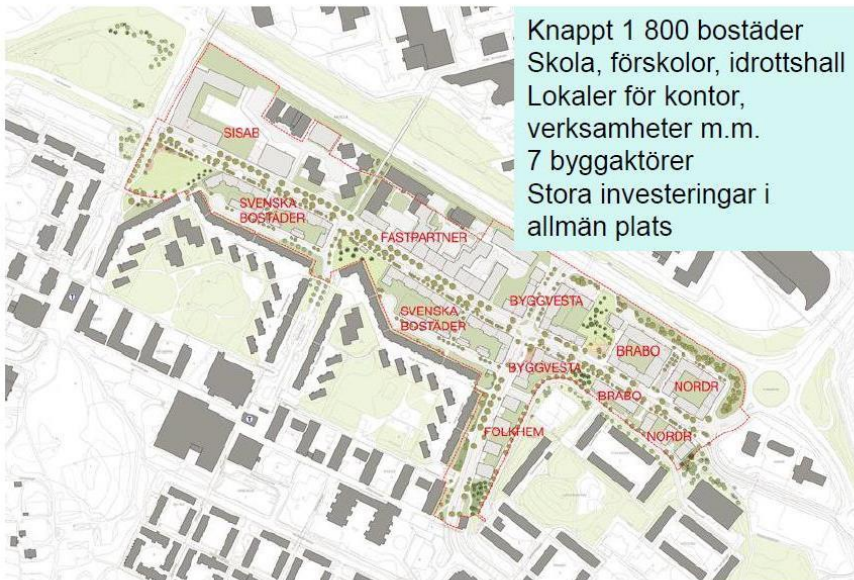 Knappt 1 800 bostäder
Skola, förskolor, idrottshall
Lokaler för kontor,
verksamheter m.m.
7 byggaktörer
Stora investeringar i
allmän plats
SISAB
SVENSKA
BOSTÄDER
FASTPARTNER
SVENSKA
BOSTÄDER
BYGGVESTA
BRABO
BYGGVESTA
NORDR
BRABO
FOLKHEM
NORDR